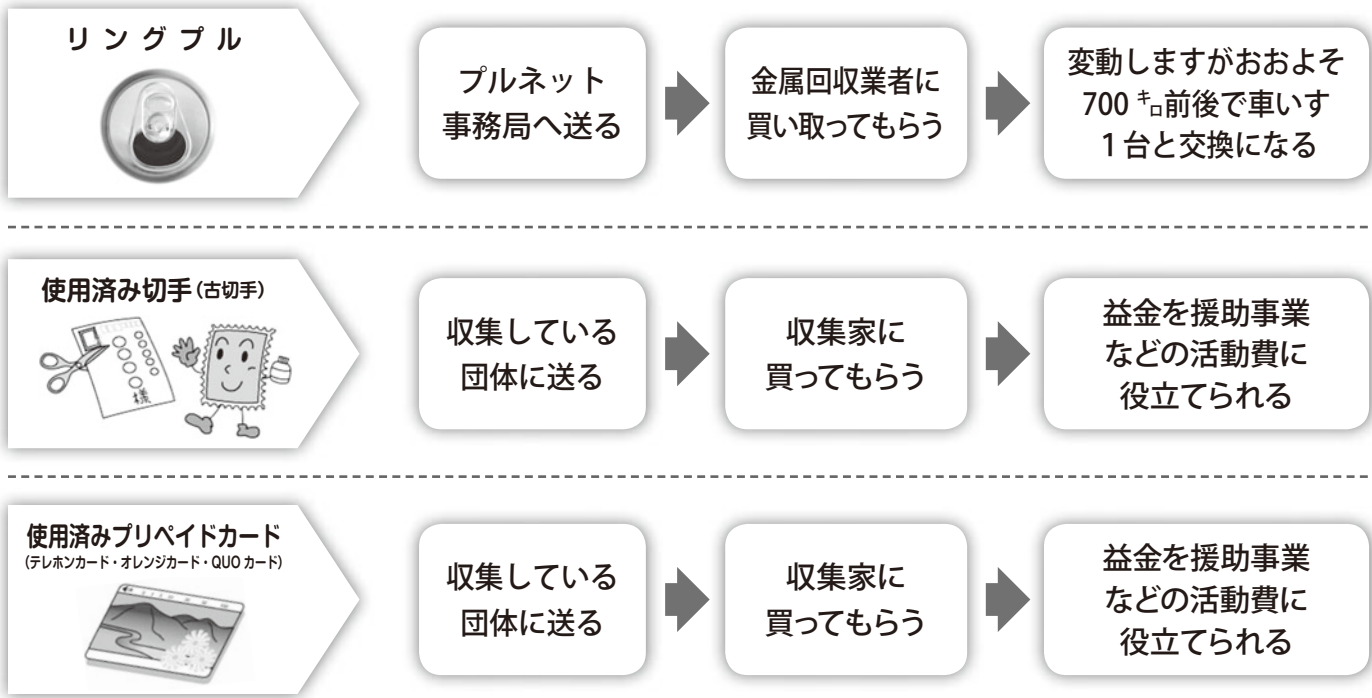 リングプル
プルネット
事務局へ送る
金属回収業者に
買い取ってもらう
変動しますがおおよそ
700㌔前後で車いす
1台と交換になる
使用済み切手(古切手)
様
収集している
団体に送る
収集家に
買ってもらう
益金を援助事業
などの活動費に
役立てられる
使用済みプリペイドカード
(テレホンカード・オレンジカード・QUOカード)
収集している
団体に送る
収集家に
買ってもらう
益金を援助事業
などの活動費に
役立てられる